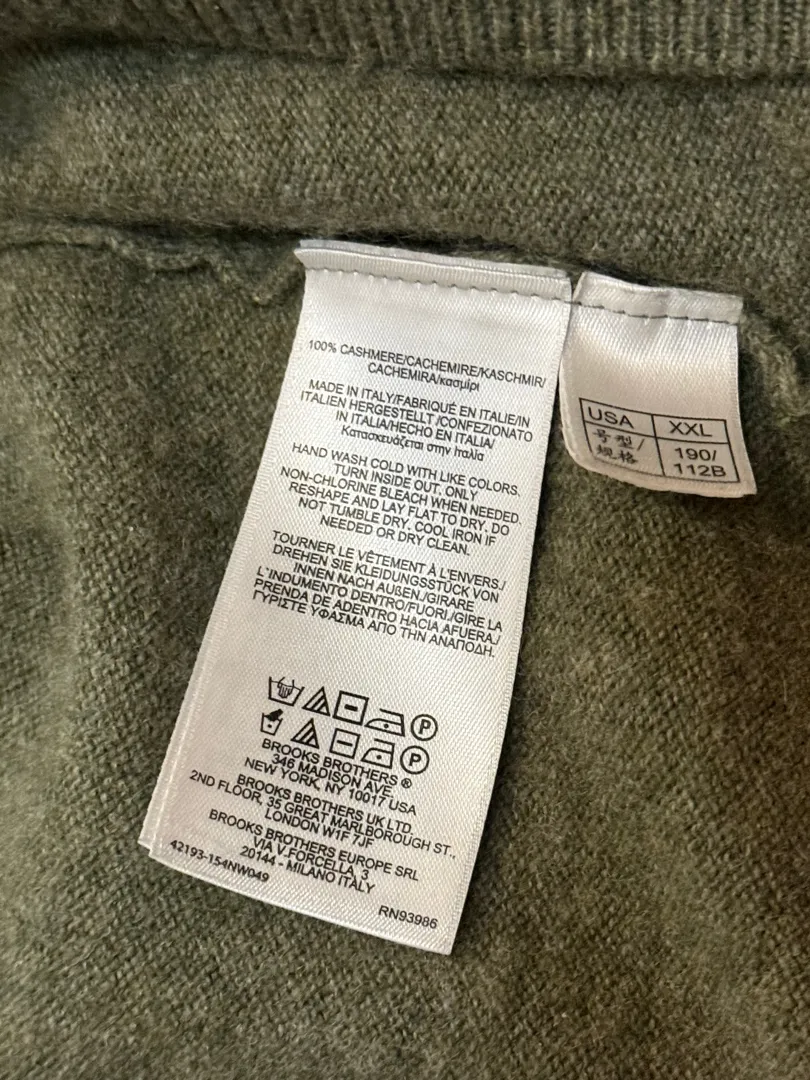 100% CASHMERE/CACHEMIRE/KASCHMIR/
CACHEMIRA/κασμίρι
MADE IN ITALY/FABRIQUÉ EN ITALIE/IN
ITALIEN HERGESTELLT /CONFEZIONATO
IN ITALIA/HECHO EN ITALIA/
Κατασκευάζεται στην Ιταλία
HAND WASH COLD WITH LIKE COLORS.
TURN INSIDE OUT. ONLY
NON-CHLORINE BLEACH WHEN NEEDED.
RESHAPE AND LAY FLAT TO DRY. DO
NOT TUMBLE DRY. COOL IRON IF
NEEDED OR DRY CLEAN.
TOURNER LE VÊTEMENT À L'ENVERS./
DREHEN SIE KLEIDUNGSSTÜCK VON
INNEN NACH AUßEN./GIRARE
L'INDUMENTO DENTRO/FUORI./GIRE LA
PRENDA DE ADENTRO HACIA AFUERA./
ΓΥΡΙΣΤΕ ΥΦΑΣΜΑ ΑΠΟ ΤΗΝ ΑΝΑΠΟΔΗ.
P
P
BROOKS BROTHERS ®
346 MADISON AVE.
NEW YORK, NY 10017 USA
BROOKS BROTHERS UK LTD.
2ND FLOOR, 35 GREAT MARLBOROUGH ST.,
LONDON W1F 7JF
BROOKS BROTHERS EUROPE SRL
VIA V.FORCELLA, 3
20144 - MILANO ITALY
42193-154NW049
RN93986
USA XXL
号型/ 190/
规格 112B